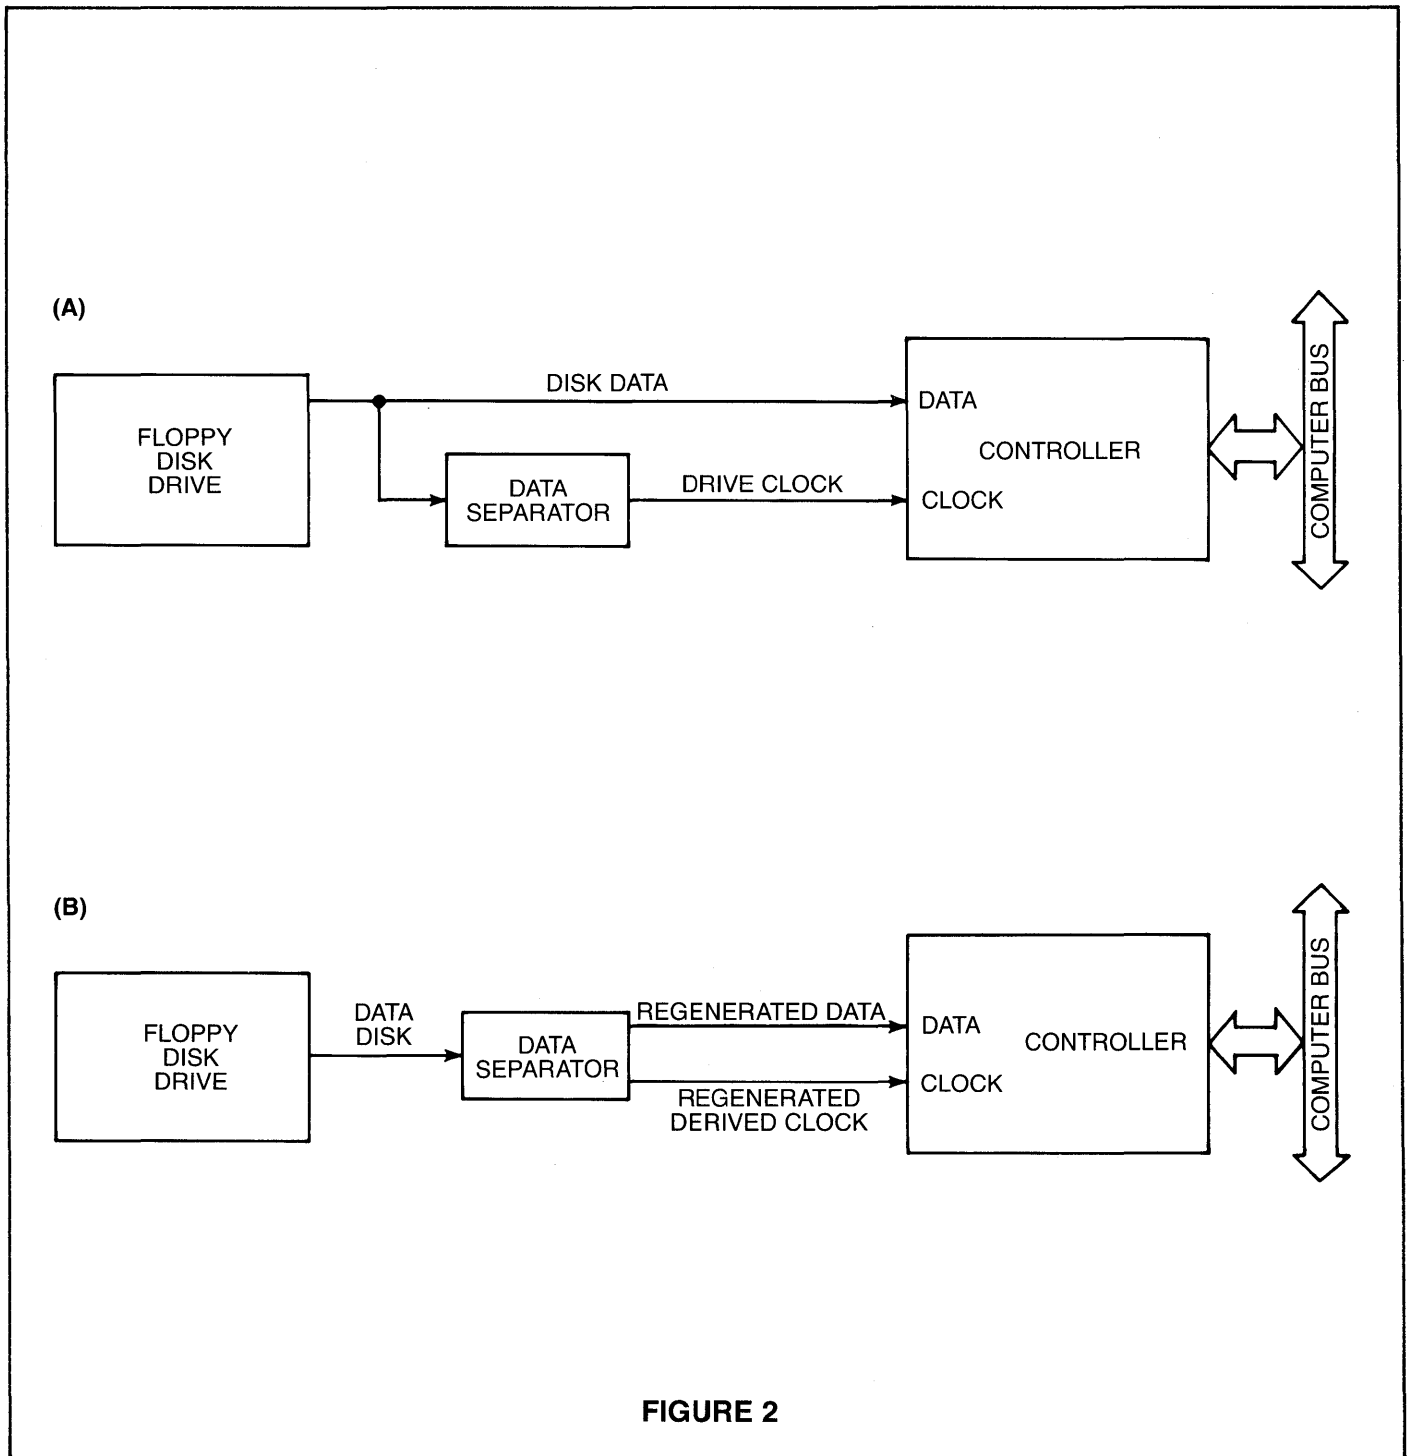 (A)
FLOPPY
DISK
DRIVE
DISK DATA
DATA
SEPARATOR
DRIVE CLOCK
DATA
CONTROLLER
CLOCK
COMPUTER BUS
(B)
FLOPPY
DISK
DRIVE
DATA
DISK
DATA
SEPARATOR
REGENERATED DATA
REGENERATED
DERIVED CLOCK
DATA
CONTROLLER
CLOCK
COMPUTER BUS
FIGURE 2